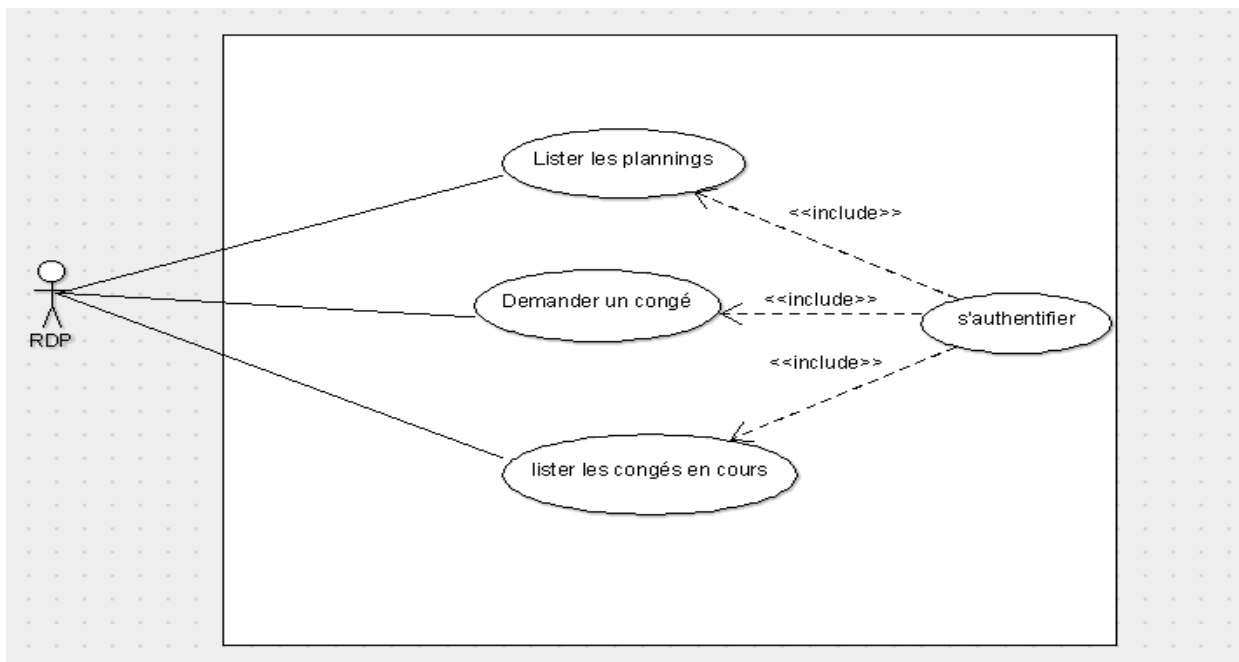 Lister les plannings
<<include>>
Demander un congé
<<include>>
s'authentifier
RDP
<<include>>
lister les congés en cours